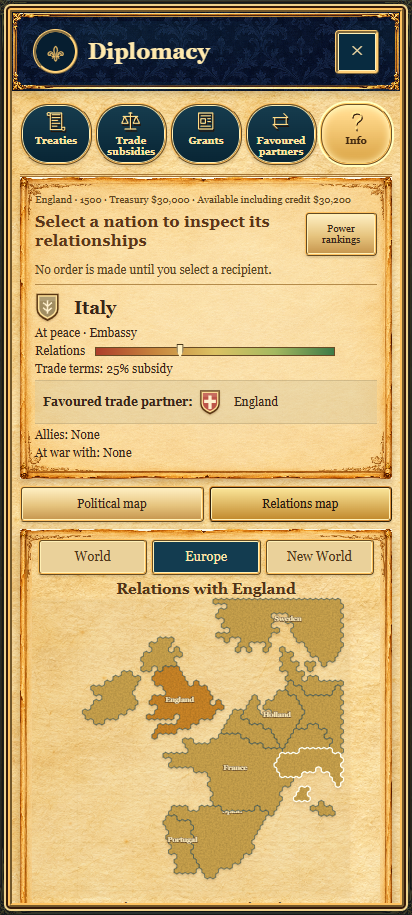 Diplomacy
×
Treaties
Trade
subsidies
Grants
Favoured
partners
Info
England · 1500 · Treasury $30,000 · Available including credit $30,200
Select a nation to inspect its
relationships
Power
rankings
No order is made until you select a recipient.
Italy
At peace · Embassy
Relations
Trade terms: 25% subsidy
Favoured trade partner:
England
Allies: None
At war with: None
Political map
Relations map
World
Europe
New World
Relations with England
Sweden
England
Holland
France
Portugal